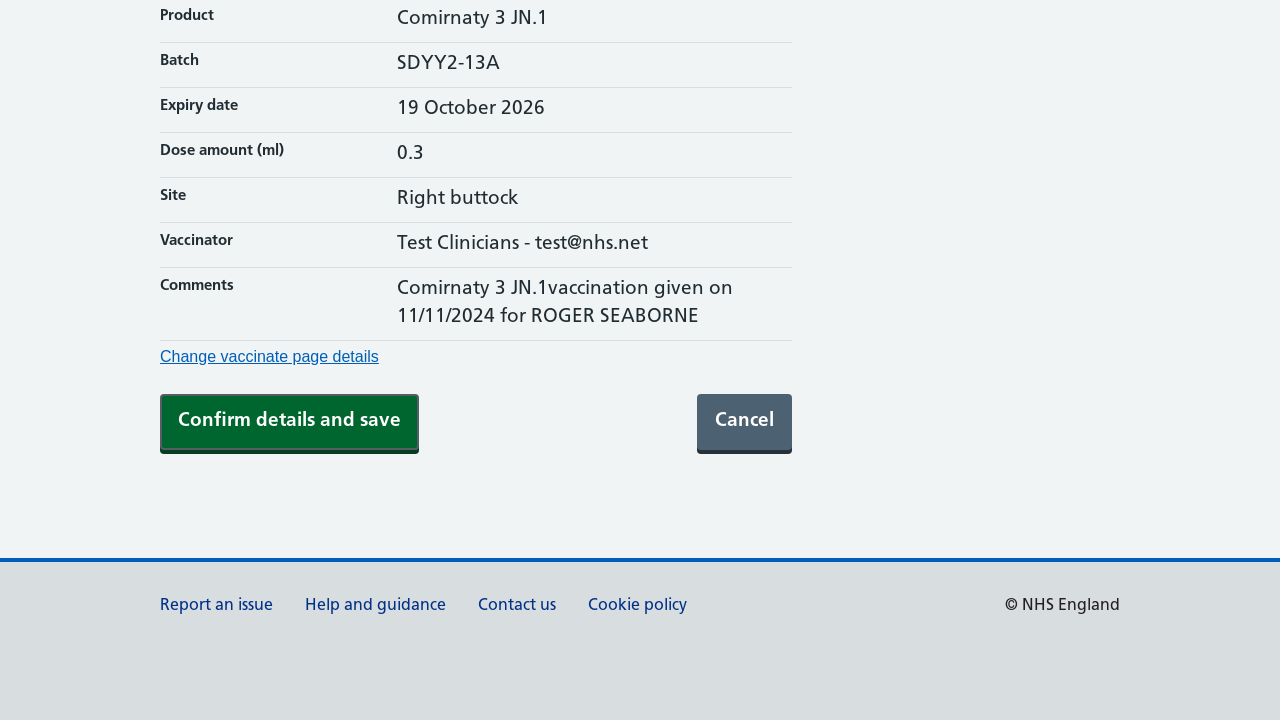 Product Comirnaty 3 JN.1
Batch SDYY2-13A
Expiry date 19 October 2026
Dose amount (ml) 0.3
Site Right buttock
Vaccinator Test Clinicians - test@nhs.net
Comments Comirnaty 3 JN.1vaccination given on
11/11/2024 for ROGER SEABORNE
Change vaccinate page details
Confirm details and save Cancel
Report an issue Help and guidance Contact us Cookie policy © NHS England